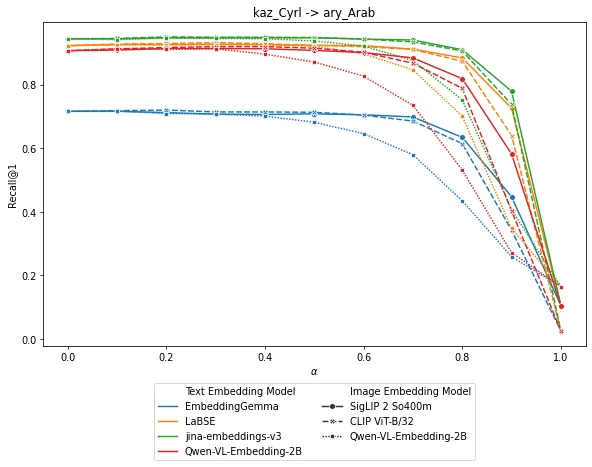 kaz_Cyrl -> ary_Arab
Recall@1
0.8
0.6
0.4
0.2
0.0
0.0 0.2 0.4 0.6 0.8 1.0
α
Text Embedding Model
EmbeddingGemma
LaBSE
jina-embeddings-v3
Qwen-VL-Embedding-2B
Image Embedding Model
SigLIP 2 So400m
CLIP ViT-B/32
Qwen-VL-Embedding-2B